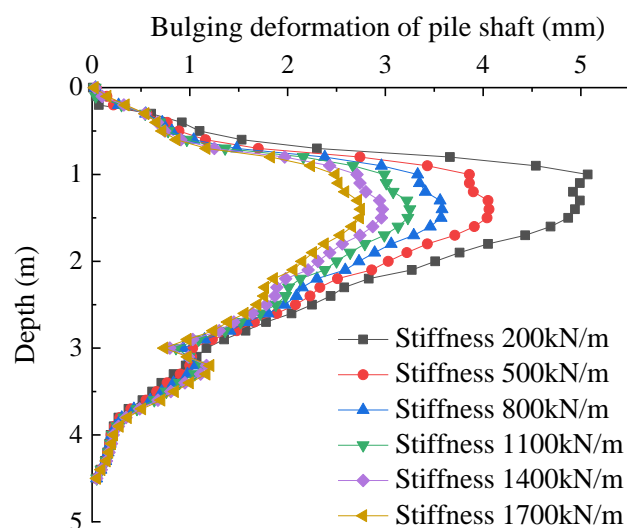 Bulging deformation of pile shaft (mm)
0 1 2 3 4 5
0
1
2
3
4
5
Depth (m)
Stiffness 200kN/m
Stiffness 500kN/m
Stiffness 800kN/m
Stiffness 1100kN/m
Stiffness 1400kN/m
Stiffness 1700kN/m